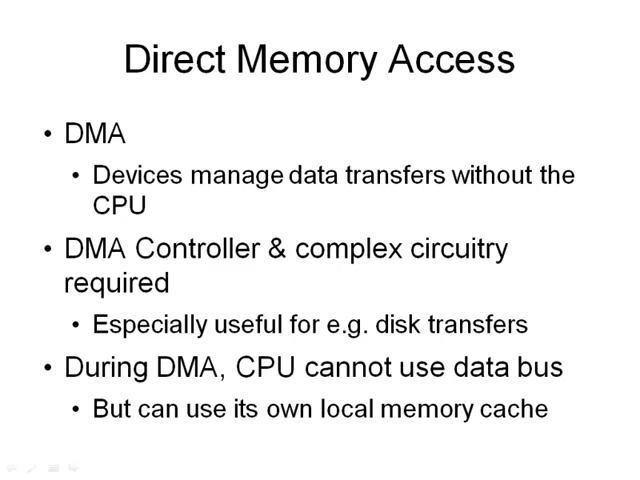 Direct Memory Access
• DMA
• Devices manage data transfers without the
CPU
• DMA Controller & complex circuitry
required
• Especially useful for e.g. disk transfers
• During DMA, CPU cannot use data bus
• But can use its own local memory cache